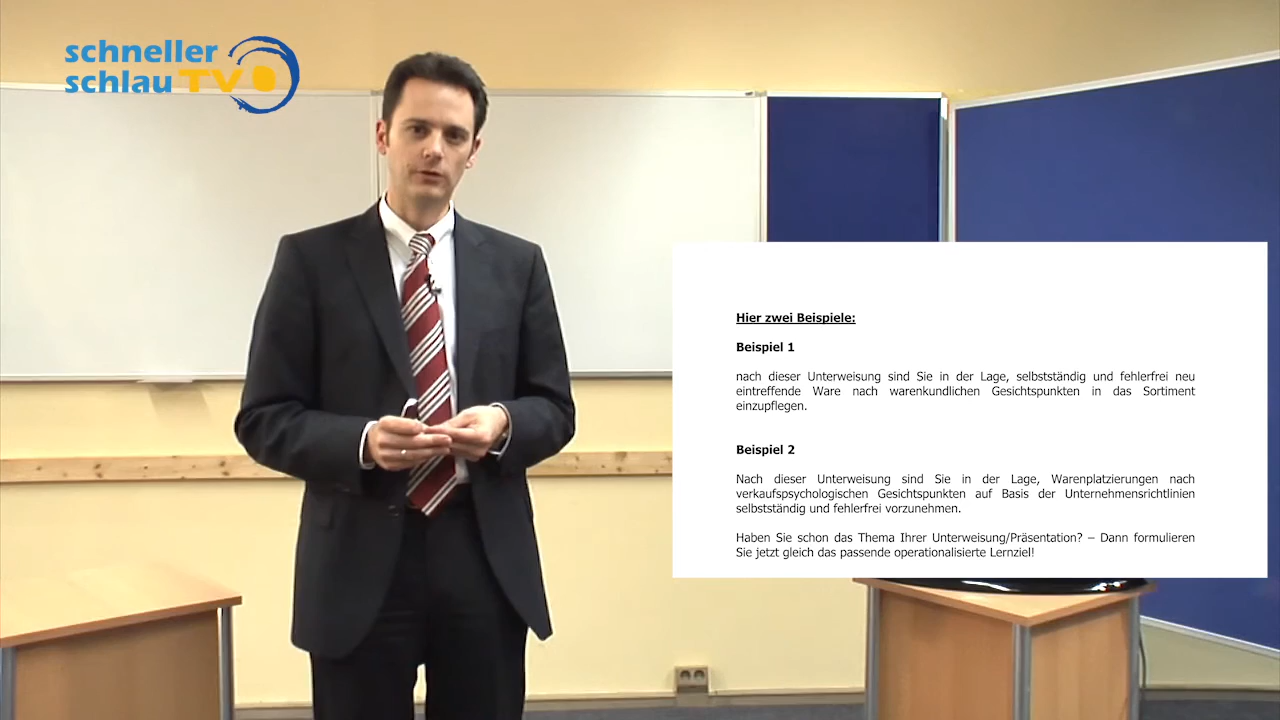 schneller
schlau TV
Hier zwei Beispiele:
Beispiel 1
nach dieser Unterweisung sind Sie in der Lage, selbstständig und fehlerfrei neu
eintreffende Ware nach warenkundlichen Gesichtspunkten in das Sortiment
einzupflegen.
Beispiel 2
Nach dieser Unterweisung sind Sie in der Lage, Warenplatzierungen nach
verkaufspsychologischen Gesichtspunkten auf Basis der Unternehmensrichtlinien
selbstständig und fehlerfrei vorzunehmen.
Haben Sie schon das Thema Ihrer Unterweisung/Präsentation? – Dann formulieren
Sie jetzt gleich das passende operationalisierte Lernziel!